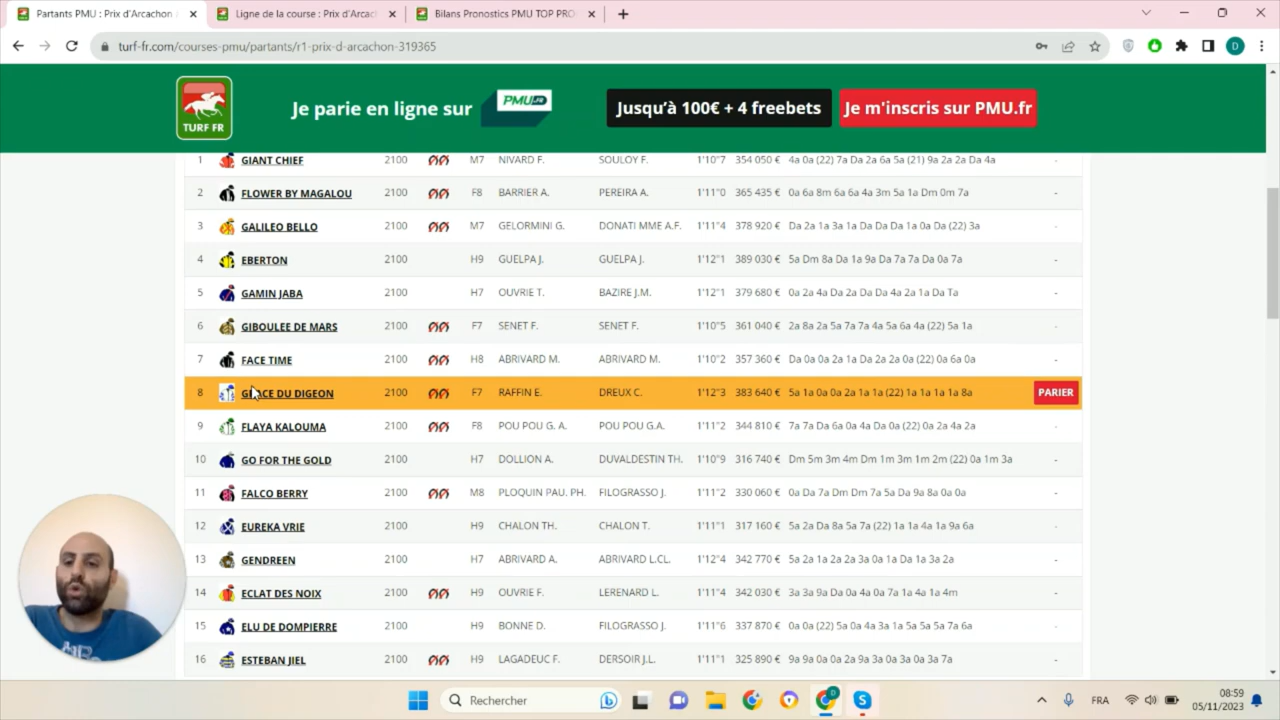 Partants PMU : Prix d'Arcachon
Ligne de la course : Prix d'Arcacl
Bilans Pronostics PMU TOP PRO
turf-fr.com/courses-pmu/partants/r1-prix-d-arcachon-319365
D
TURF FR
Je parie en ligne sur PMU.fr
Jusqu'à 100€ + 4 freebets
Je m'inscris sur PMU.fr
1 GIANT CHIEF 2100 M7 NIVARD F. SOULOY F. 1'10"7 354 050 € 4a 0a (22) 7a Da 2a 6a 5a (21) 9a 2a 2a Da 4a
2 FLOWER BY MAGALOU 2100 F8 BARRIER A. PEREIRA A. 1'11"0 365 435 € 0a 6a 8m 6a 6a 4a 3m 5a 1a Dm 0m 7a
3 GALILEO BELLO 2100 M7 GELORMINI G. DONATI MME A.F. 1'11"4 378 920 € Da 2a 1a 3a 1a Da Da Da 1a 0a Da (22) 3a -
4 EBERTON 2100 H9 GUELPA J. GUELPA J. 1'12"1 389 030 € 5a Dm 8a Da 1a 9a Da 7a 7a Da 0a 7a -
5 GAMIN JABA 2100 H7 OUVRIE T. BAZIRE J.M. 1'12"1 379 680 € 0a 2a 4a Da 2a Da Da 4a 2a 1a Da Ta -
6 GIBOULEE DE MARS 2100 F7 SENET F. SENET F. 1'10"5 361 040 € 2a 8a 2a 5a 7a 7a 4a 5a 6a 4a (22) 5a 1a -
7 FACE TIME 2100 H8 ABRIVARD M. ABRIVARD M. 1'10"2 357 360 € Da 0a 0a 2a 1a Da 2a 2a 0a (22) 0a 6a 0a -
8 DU DIGEON 2100 F7 RAFFIN E. DREUX C. 1'12"3 383 640 € 5a 1a 0a 0a 2a 1a 1a (22) 1a 1a 1a 1a 8a PARIER
9 FLAYA KALOUMA 2100 F8 POU POU G. A. POU POU G.A. 1'11"2 344 810 € 7a 7a Da 6a 0a 4a Da 0a (22) 0a 2a 4a 2a -
10 GO FOR THE GOLD 2100 H7 DOLLION A. DUVALDESTIN TH. 1'10"9 316 740 € Dm 5m 3m 4m Dm 1m 3m 1m 2m (22) 0a 1m 3a -
11 FALCO BERRY 2100 M8 PLOQUIN PAU. PH. FILOGRASSO J. 1'11"2 330 060 € 0a Da 7a Dm Dm 7a 5a Da 9a 8a 0a 0a -
12 EUREKA VRIE 2100 H9 CHALON TH. CHALON T. 1'11"1 317 160 € 5a 2a Da 8a 5a 7a (22) 1a 1a 4a 1a 9a 6a -
13 GENDREEN 2100 H7 ABRIVARD A. ABRIVARD L.CL. 1'12"4 342 770 € 5a 2a 1a 2a 2a 3a 0a 1a Da 1a 3a 2a -
14 ECLAT DES NOIX 2100 H9 OUVRIE F. LERENARD L. 1'11"4 342 030 € 3a 3a 9a Da 0a 4a 0a 7a 1a 4a 1a 4m -
15 ELU DE DOMPIERRE 2100 H9 BONNE D. FILOGRASSO J. 1'11"6 337 870 € 0a 0a (22) 5a 0a 4a 3a 1a 5a 5a 5a 7a 6a -
16 ESTEBAN JIEL 2100 H9 LAGADEUC F. DERSOIR J.L. 1'11"1 325 890 € 9a 9a 0a 0a 2a 9a 3a 0a 3a 0a 3a 7a -
Rechercher
FRA
08:59
05/11/2023